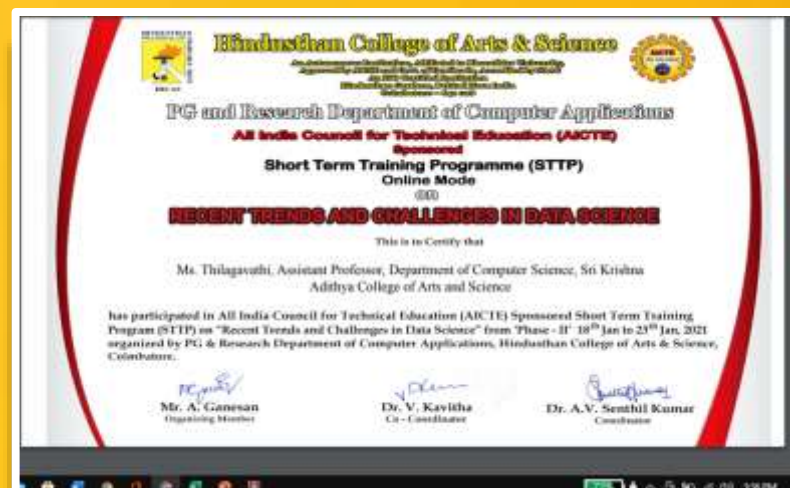 Hindusthan College of Arts & Science
PG and Research Department of Computer Applications
All India Council for Technical Education (AICTE)
Sponsored
Short Term Training Programme (STTP)
Online Mode
on
RECENT TRENDS AND CHALLENGES IN DATA SCIENCE
This is to Certify that
Ms. Thilagavathi, Assistant Professor, Department of Computer Science, Sri Krishna
Adithya College of Arts and Science
has participated in All India Council for Technical Education (AICTE) Sponsored Short Term Training
Program (STTP) on "Recent Trends and Challenges in Data Science" from 'Phase - II' 18th Jan to 23th Jan, 2021
organized by PG & Research Department of Computer Applications, Hindusthan College of Arts & Science,
Coimbatore.
Mr. A. Ganesan
Dr. V. Kavitha
Dr. A.V. Senthil Kumar
Organizing Member
Co - Coordinator
Coordinator